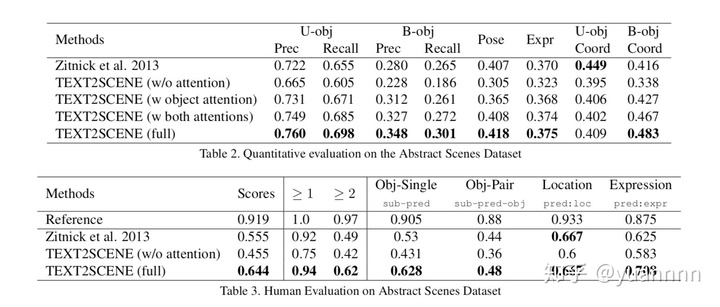 Methods U-obj B-obj Pose Expr U-obj B-obj
Prec Recall Prec Recall Coord Coord
Zitnick et al. 2013 0.722 0.655 0.280 0.265 0.407 0.370 0.449 0.416
TEXT2SCENE (w/o attention) 0.665 0.605 0.228 0.186 0.305 0.323 0.395 0.338
TEXT2SCENE (w object attention) 0.731 0.671 0.312 0.261 0.365 0.368 0.406 0.427
TEXT2SCENE (w both attentions) 0.749 0.685 0.327 0.272 0.408 0.374 0.402 0.467
TEXT2SCENE (full) 0.760 0.698 0.348 0.301 0.418 0.375 0.409 0.483
Table 2. Quantitative evaluation on the Abstract Scenes Dataset
Methods Scores ≥ 1 ≥ 2 Obj-Single Obj-Pair Location Expression
sub-pred sub-pred-obj pred:loc pred:expr
Reference 0.919 1.0 0.97 0.905 0.88 0.933 0.875
Zitnick et al. 2013 0.555 0.92 0.49 0.53 0.44 0.667 0.625
TEXT2SCENE (w/o attention) 0.455 0.75 0.42 0.431 0.36 0.6 0.583
TEXT2SCENE (full) 0.644 0.94 0.62 0.628 0.48
Table 3. Human Evaluation on Abstract Scenes Dataset
知乎 @yuannnn